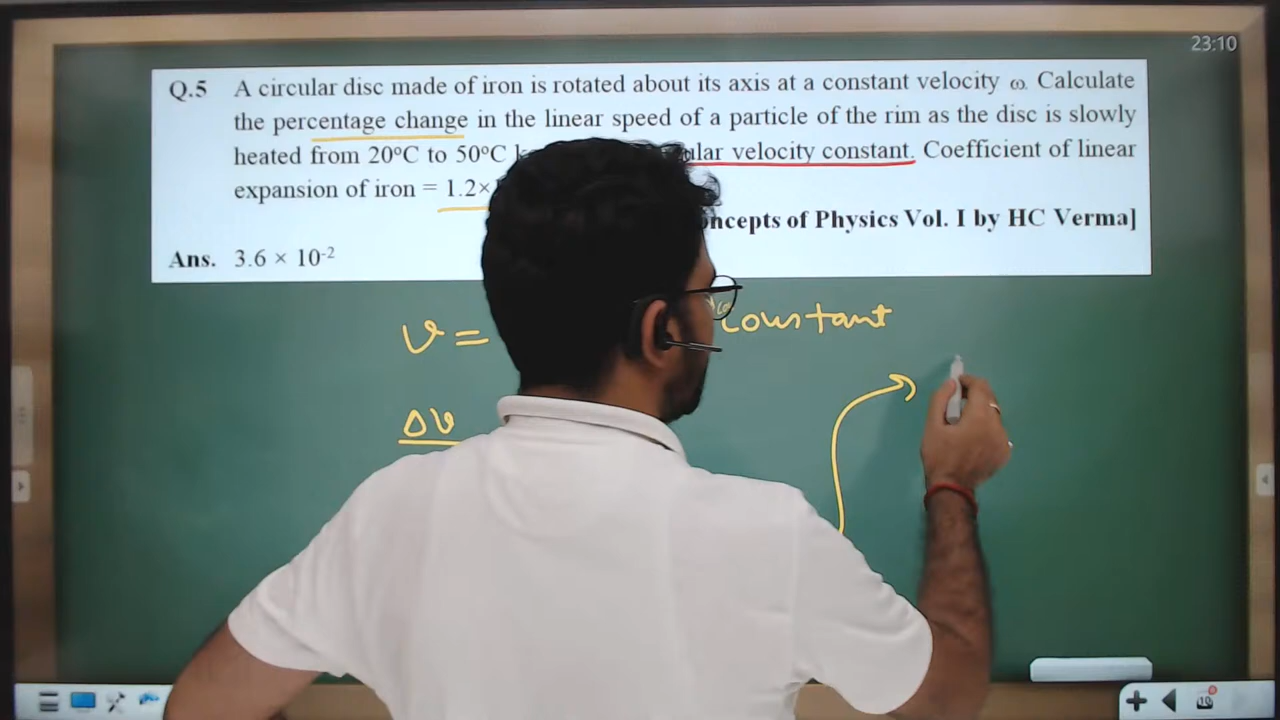 23:10
Q.5 A circular disc made of iron is rotated about its axis at a constant velocity ω. Calculate
the percentage change in the linear speed of a particle of the rim as the disc is slowly
heated from 20°C to 50°C velocity constant. Coefficient of linear
expansion of iron = 1.2×
of Physics Vol. I by HC Verma]
Ans. 3.6 × 10-2
v = constant
Δv